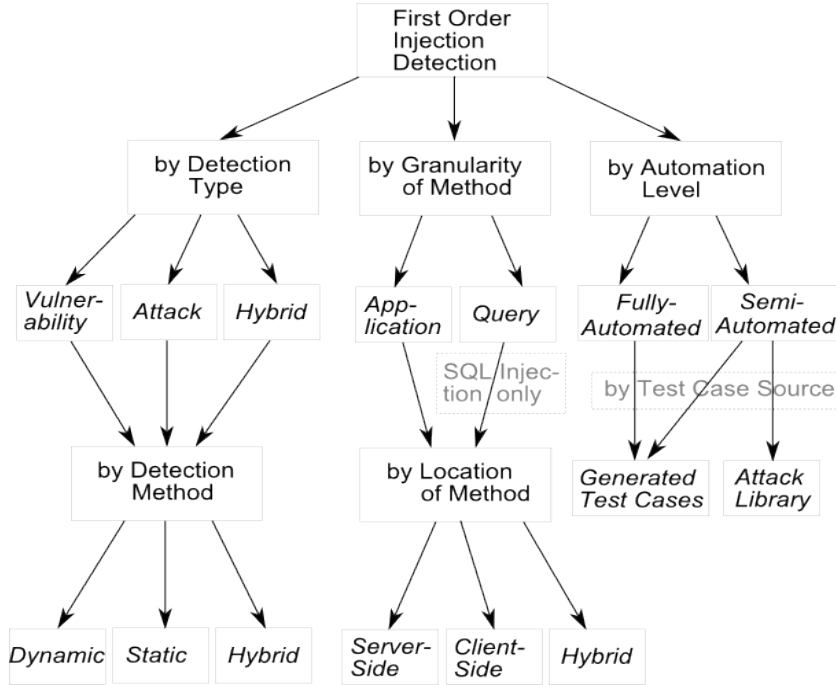 First Order
Injection
Detection
by Detection
Type
by Granularity
of Method
by Automation
Level
Vulner-
ability
Attack
Hybrid
App-
lication
Query
Fully-
Automated
Semi-
Automated
SQL Injec-
tion only
by Test Case Source
by Detection
Method
by Location
of Method
Generated
Test Cases
Attack
Library
Dynamic
Static
Hybrid
Server-
Side
Client-
Side
Hybrid